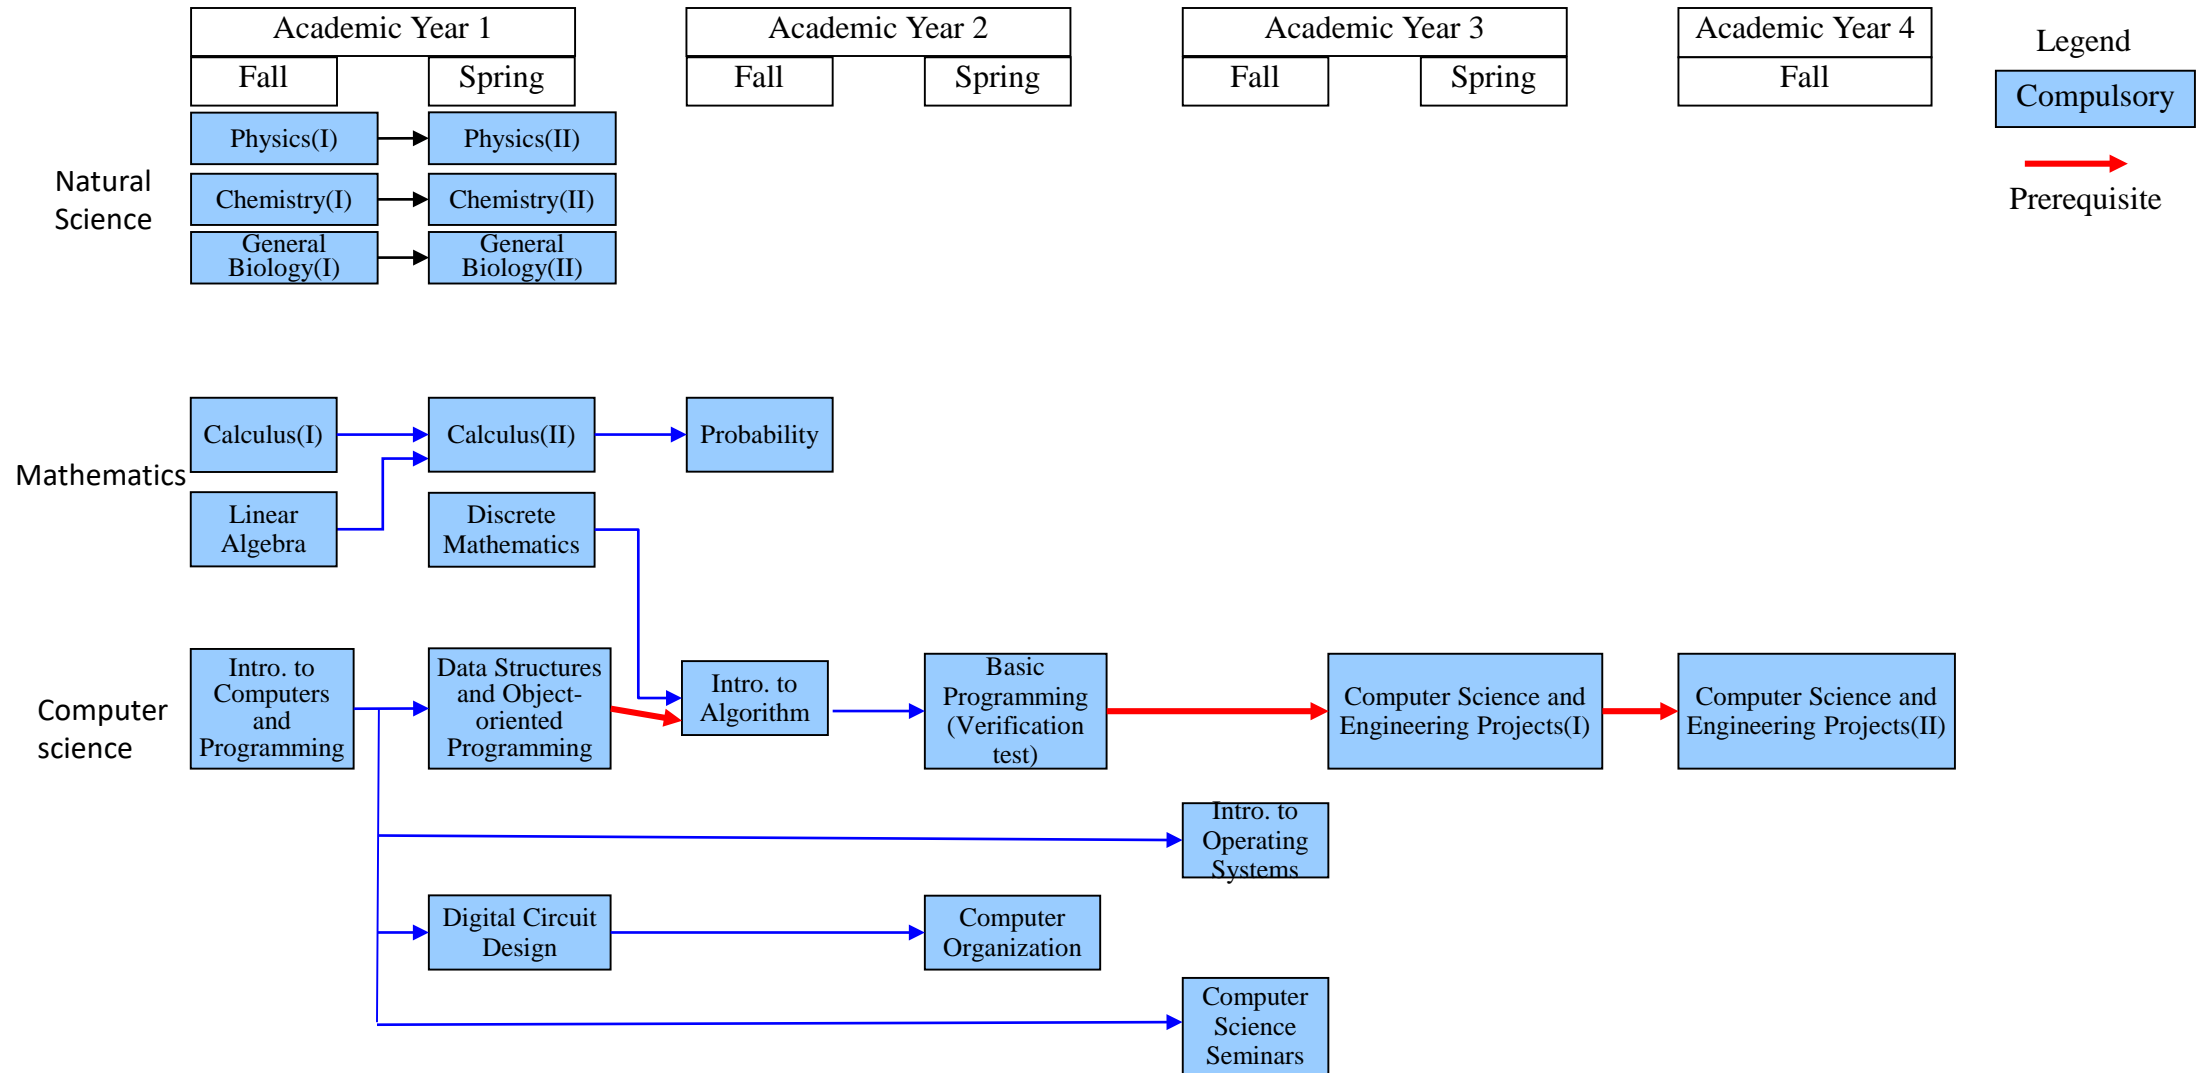 Academic Year 1
Academic Year 2
Academic Year 3
Academic Year 4
Legend
Fall
Spring
Fall
Spring
Fall
Spring
Fall
Compulsory
Prerequisite
Natural
Science
Physics(I)
Physics(II)
Chemistry(I)
Chemistry(II)
General
Biology(I)
General
Biology(II)
Mathematics
Calculus(I)
Calculus(II)
Probability
Linear
Algebra
Discrete
Mathematics
Computer
science
Intro. to
Computers
and
Programming
Data Structures
and Object-
oriented
Programming
Intro. to
Algorithm
Basic
Programming
(Verification
test)
Computer Science and
Engineering Projects(I)
Computer Science and
Engineering Projects(II)
Intro. to
Operating
Systems
Digital Circuit
Design
Computer
Organization
Computer
Science
Seminars